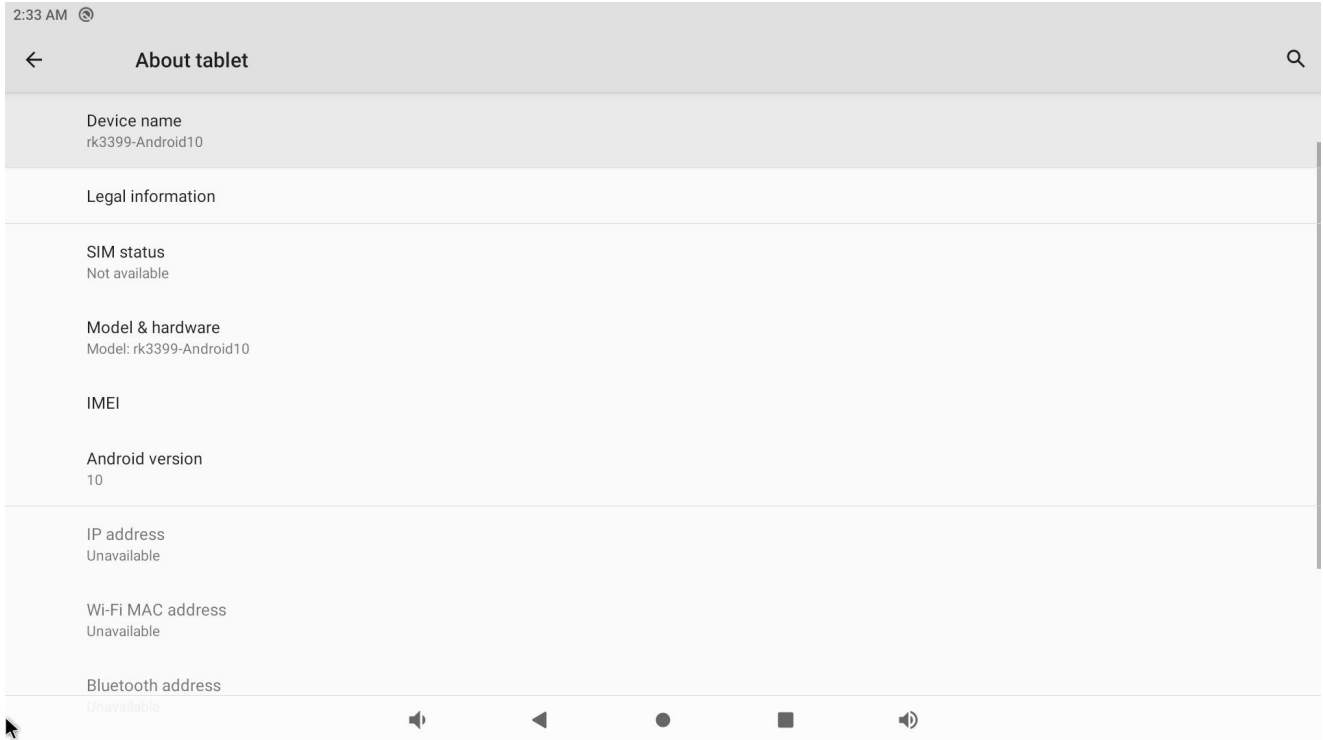 2:33 AM
About tablet
Device name
rk3399-Android10
Legal information
SIM status
Not available
Model & hardware
Model: rk3399-Android10
IMEI
Android version
10
IP address
Unavailable
Wi-Fi MAC address
Unavailable
Bluetooth address
Unavailable